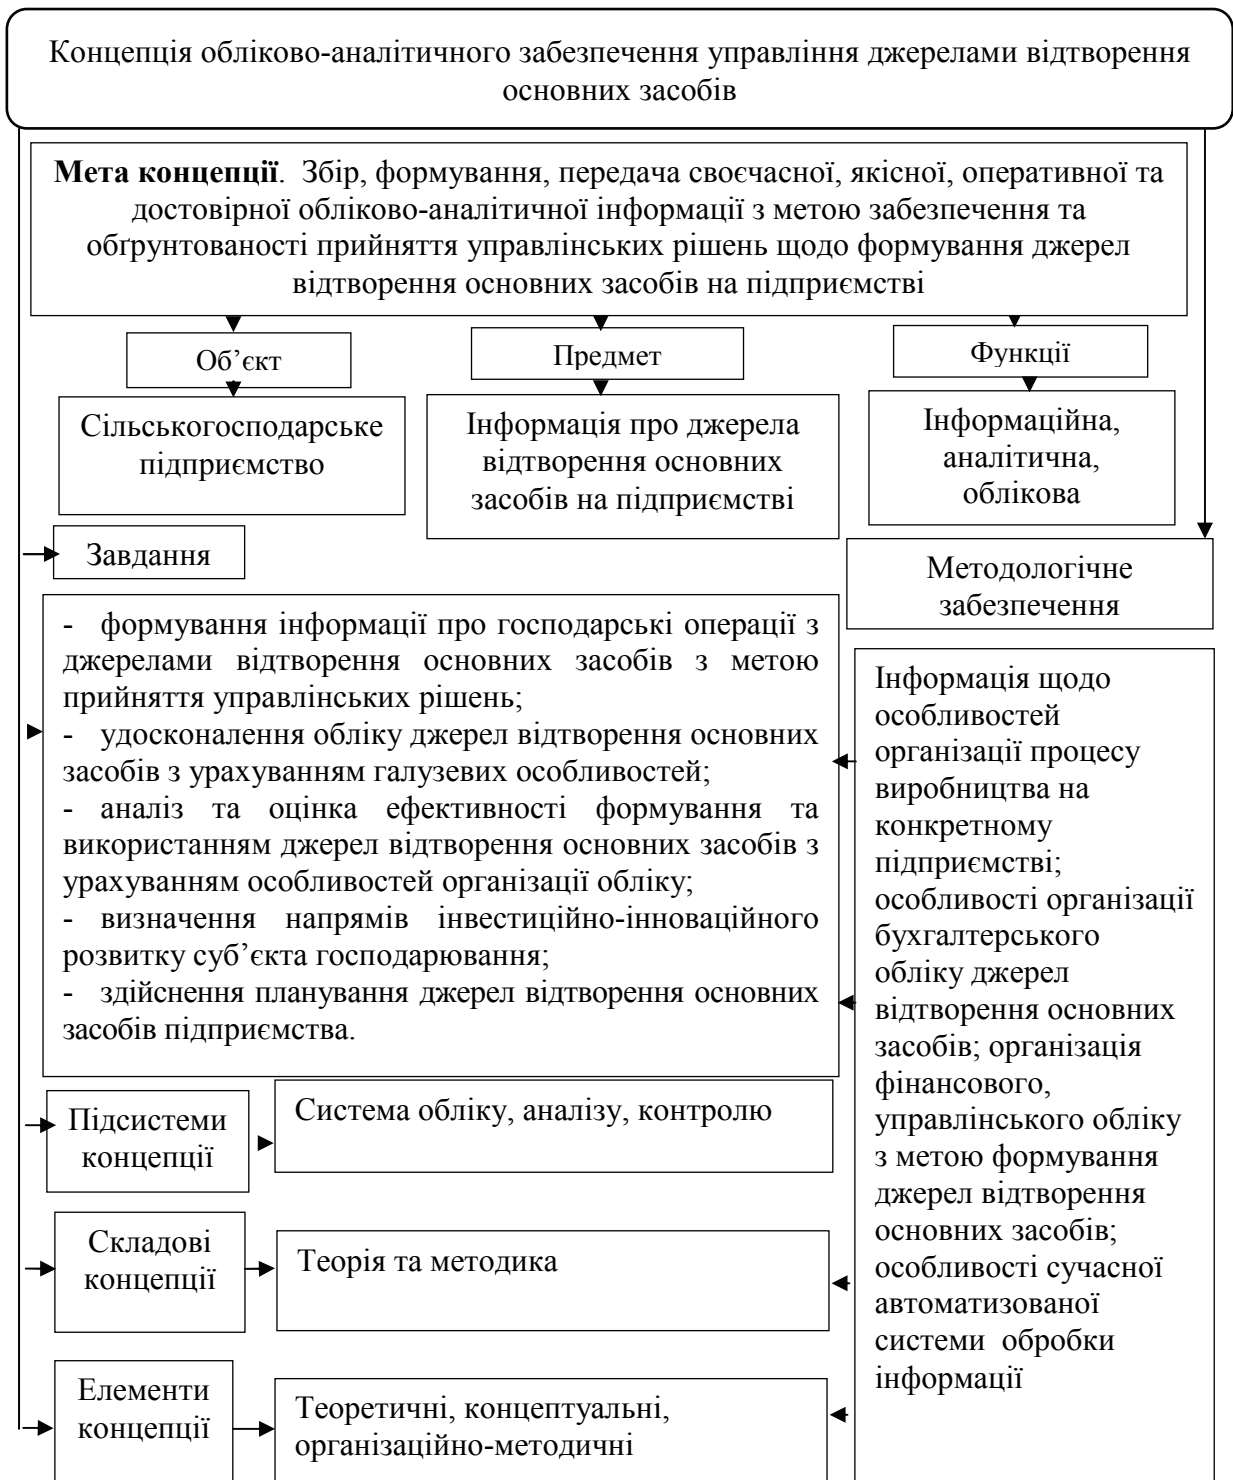 Концепція обліково-аналітичного забезпечення управління джерелами відтворення
основних засобів
Мета концепції. Збір, формування, передача своєчасної, якісної, оперативної та
достовірної обліково-аналітичної інформації з метою забезпечення та
обґрунтованості прийняття управлінських рішень щодо формування джерел
відтворення основних засобів на підприємстві
Об’єкт
Предмет
Функції
Сільськогосподарське
підприємство
Інформація про джерела
відтворення основних
засобів на підприємстві
Інформаційна,
аналітична,
облікова
Завдання
Методологічне
забезпечення
- формування інформації про господарські операції з
джерелами відтворення основних засобів з метою
прийняття управлінських рішень;
- удосконалення обліку джерел відтворення основних
засобів з урахуванням галузевих особливостей;
- аналіз та оцінка ефективності формування та
використанням джерел відтворення основних засобів з
урахуванням особливостей організації обліку;
- визначення напрямів інвестиційно-інноваційного
розвитку суб’єкта господарювання;
- здійснення планування джерел відтворення основних
засобів підприємства.
Інформація щодо
особливостей
організації процесу
виробництва на
конкретному
підприємстві;
особливості організації
бухгалтерського
обліку джерел
відтворення основних
засобів; організація
фінансового,
управлінського обліку
з метою формування
джерел відтворення
основних засобів;
особливості сучасної
автоматизованої
системи обробки
інформації
Підсистеми
концепції
Система обліку, аналізу, контролю
Складові
концепції
Теорія та методика
Елементи
концепції
Теоретичні, концептуальні,
організаційно-методичні